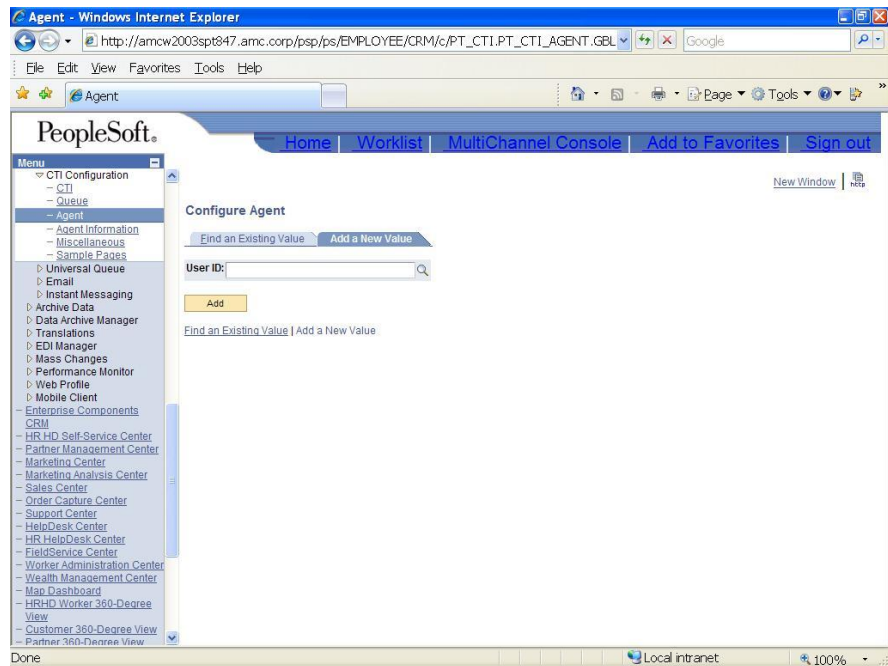 Agent - Windows Internet Explorer
http://amcw2003spt847.amc.corp/psp/ps/EMPLOYEE/CRM/c/PT_CTI.PT_CTI_AGENT.GBL
Google
File Edit View Favorites Tools Help
Agent
Page Tools
»
PeopleSoft.
Home | Worklist | MultiChannel Console | Add to Favorites | Sign out
Menu
New Window | http
CTI Configuration
– CTI
– Queue
– Agent
– Agent Information
– Miscellaneous
– Sample Pages
Universal Queue
Email
Instant Messaging
Archive Data
Data Archive Manager
Translations
EDI Manager
Mass Changes
Performance Monitor
Web Profile
Mobile Client
– Enterprise Components
CRM
– HR HD Self-Service Center
– Partner Management Center
– Marketing Center
– Marketing Analysis Center
– Sales Center
– Order Capture Center
– Support Center
– HelpDesk Center
– HR HelpDesk Center
– FieldService Center
– Worker Administration Center
– Wealth Management Center
– Map Dashboard
– HRHD Worker 360-Degree
View
– Customer 360-Degree View
– Partner 360-Degree View
Configure Agent
Find an Existing Value Add a New Value
User ID:
Add
Find an Existing Value | Add a New Value
Done Local intranet 100%